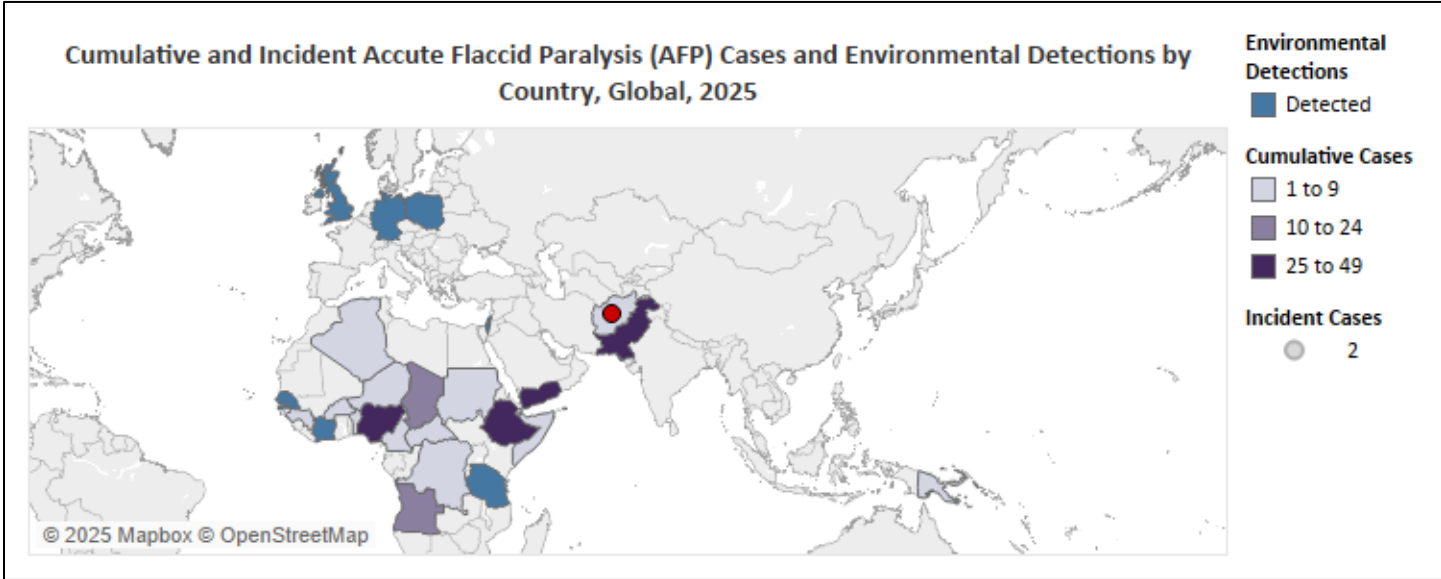 Cumulative and Incident Accute Flaccid Paralysis (AFP) Cases and Environmental Detections by
Country, Global, 2025
Environmental
Detections
Detected
Cumulative Cases
1 to 9
10 to 24
25 to 49
Incident Cases
2
© 2025 Mapbox © OpenStreetMap